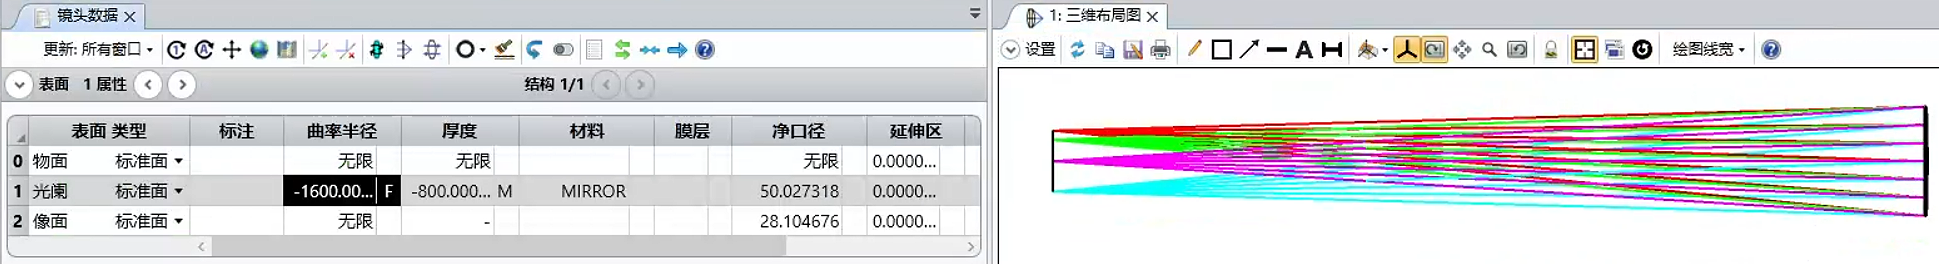 镜头数据
更新: 所有窗口
表面 1 属性
结构 1/1
表面 类型 标注 曲率半径 厚度 材料 膜层 净口径 延伸区
0 物面 标准面 无限 无限 无限 0.0000...
1 光阑 标准面 -1600.00... F -800.000... M MIRROR 50.027318 0.0000...
2 像面 标准面 无限 - 28.104676 0.0000...
1: 三维布局图
设置
A
绘图线宽